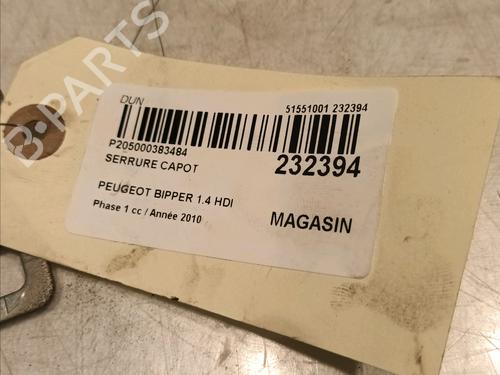 DUN
51551001 232394
P205000383484
SERRURE CAPOT
232394
PEUGEOT BIPPER 1.4 HDI
Phase 1 cc / Année 2010
MAGASIN
B-PARTS